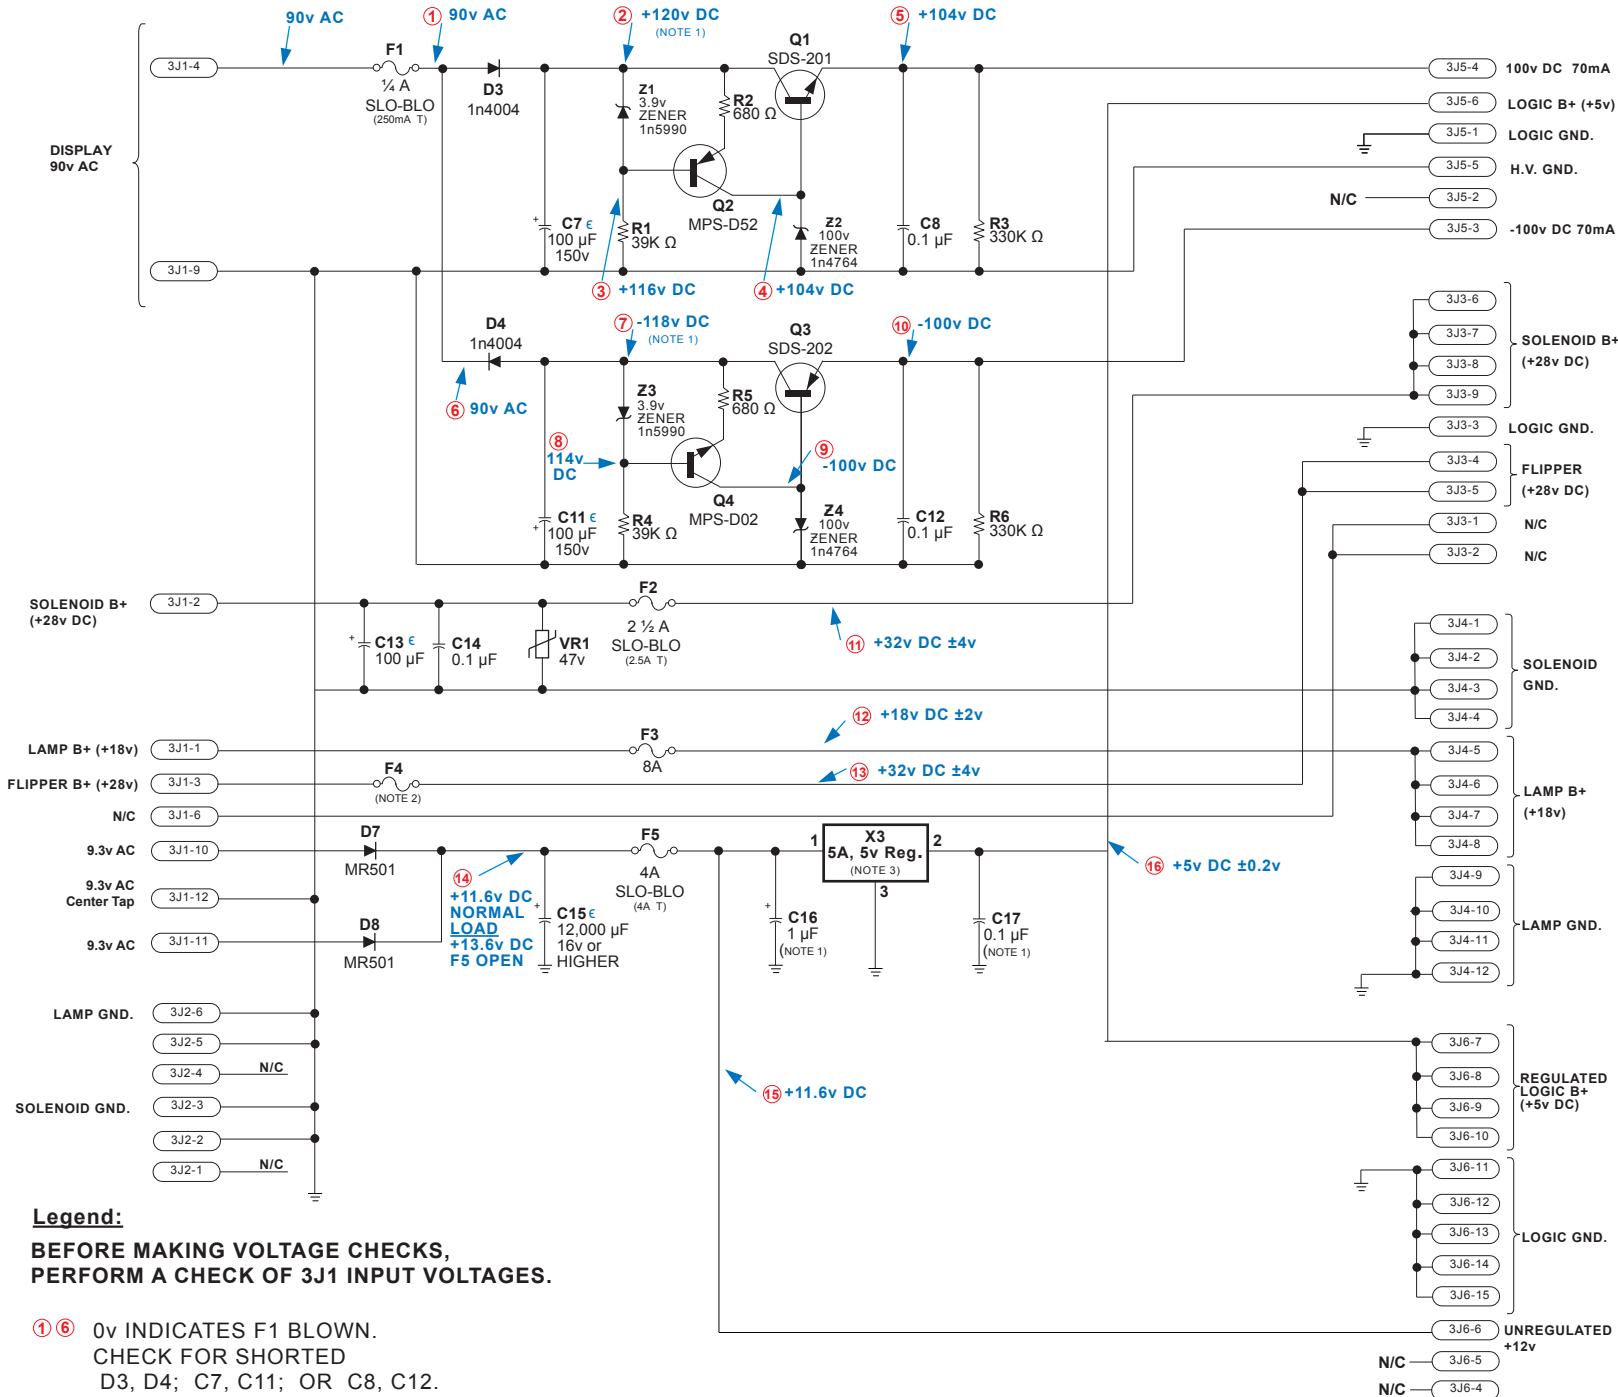 90v AC
① 90v AC
② +120v DC
(NOTE 1)
⑤ +104v DC
Q1
SDS-201
3J1-4
F1
¼ A
SLO-BLO
(250mA T)
D3
1n4004
Z1
3.9v
ZENER
1n5990
R2
680 Ω
3J5-4 100v DC 70mA
3J5-6 LOGIC B+ (+5v)
3J5-1 LOGIC GND.
3J5-5 H.V. GND.
N/C 3J5-2
3J5-3 -100v DC 70mA
DISPLAY
90v AC
C7 ε
100 µF
150v
R1
39K Ω
Q2
MPS-D52
Z2
100v
ZENER
1n4764
C8
0.1 µF
R3
330K Ω
3J1-9
③ +116v DC
④ +104v DC
D4
1n4004
⑦ -118v DC
(NOTE 1)
Q3
SDS-202
⑩ -100v DC
3J3-6
3J3-7
3J3-8
3J3-9
SOLENOID B+
(+28v DC)
⑥ 90v AC
Z3
3.9v
ZENER
1n5990
R5
680 Ω
⑧
114v
DC
⑨
-100v DC
3J3-3 LOGIC GND.
3J3-4
3J3-5
FLIPPER
(+28v DC)
3J3-1 N/C
3J3-2 N/C
C11 ε
100 µF
150v
R4
39K Ω
Q4
MPS-D02
Z4
100v
ZENER
1n4764
C12
0.1 µF
R6
330K Ω
SOLENOID B+
(+28v DC)
3J1-2
F2
2 ½ A
SLO-BLO
(2.5A T)
C13 ε
100 µF
C14
0.1 µF
VR1
47v
⑪ +32v DC ±4v
3J4-1
3J4-2
3J4-3
3J4-4
SOLENOID
GND.
⑫ +18v DC ±2v
LAMP B+ (+18v) 3J1-1
F3
8A
FLIPPER B+ (+28v) 3J1-3
F4
(NOTE 2)
⑬ +32v DC ±4v
N/C 3J1-6
3J4-5
3J4-6
3J4-7
3J4-8
LAMP B+
(+18v)
9.3v AC 3J1-10
D7
MR501
9.3v AC
Center Tap
3J1-12
9.3v AC 3J1-11
D8
MR501
⑭
+11.6v DC
NORMAL
LOAD
+13.6v DC
F5 OPEN
C15 ε
12,000 µF
16v or
HIGHER
F5
4A
SLO-BLO
(4A T)
1 X3 2
5A, 5v Reg.
(NOTE 3)
3
C16
1 µF
(NOTE 1)
C17
0.1 µF
(NOTE 1)
⑯ +5v DC ±0.2v
3J4-9
3J4-10
3J4-11
3J4-12
LAMP GND.
LAMP GND. 3J2-6
3J2-5
3J2-4 N/C
SOLENOID GND. 3J2-3
3J2-2
3J2-1 N/C
⑮ +11.6v DC
3J6-7
3J6-8
3J6-9
3J6-10
REGULATED
LOGIC B+
(+5v DC)
3J6-11
3J6-12
3J6-13
3J6-14
3J6-15
LOGIC GND.
3J6-6 UNREGULATED
+12v
N/C 3J6-5
N/C 3J6-4
Legend:
BEFORE MAKING VOLTAGE CHECKS,
PERFORM A CHECK OF 3J1 INPUT VOLTAGES.
① ⑥ 0v INDICATES F1 BLOWN.
CHECK FOR SHORTED
D3, D4; C7, C11; OR C8, C12.